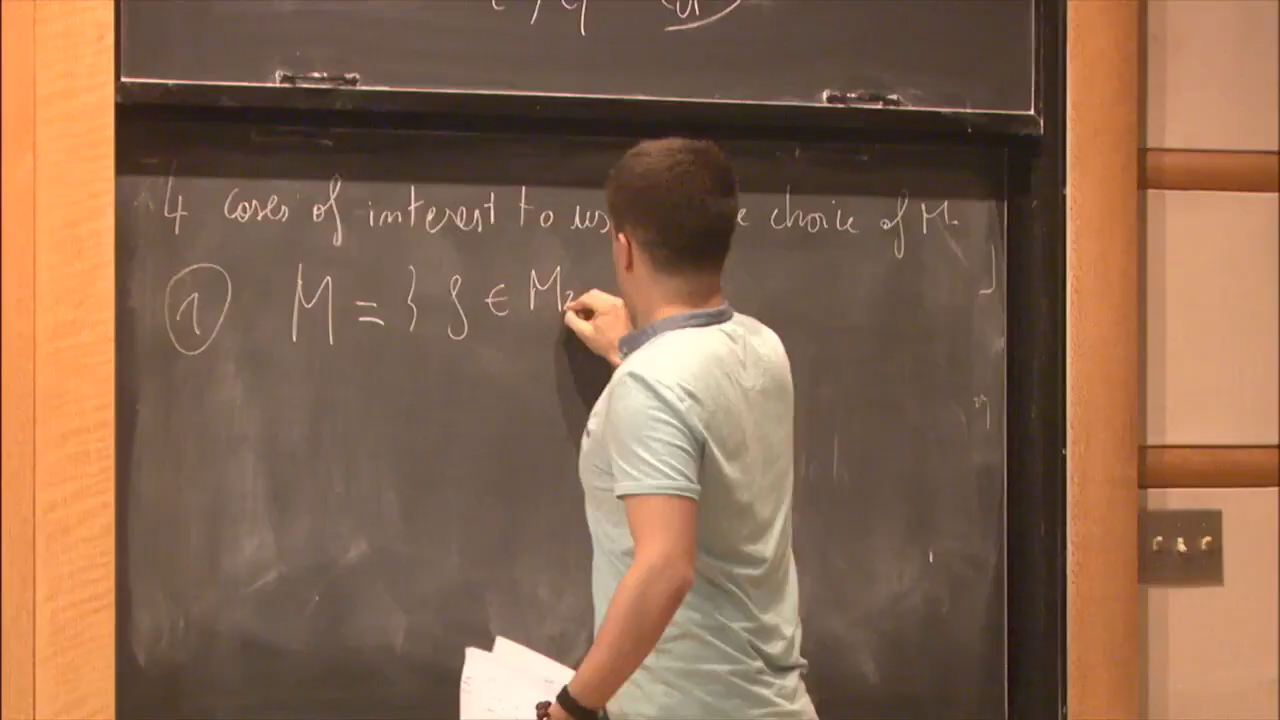 4 cases of interest to us choice of M
① M = { ρ ∈ M₂